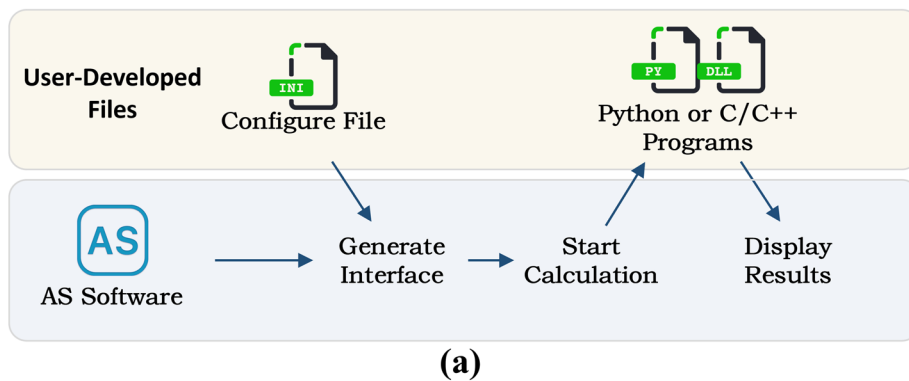 User-Developed
Files
INI
Configure File
PY
DLL
Python or C/C++
Programs
AS
AS Software
Generate
Interface
Start
Calculation
Display
Results
(a)